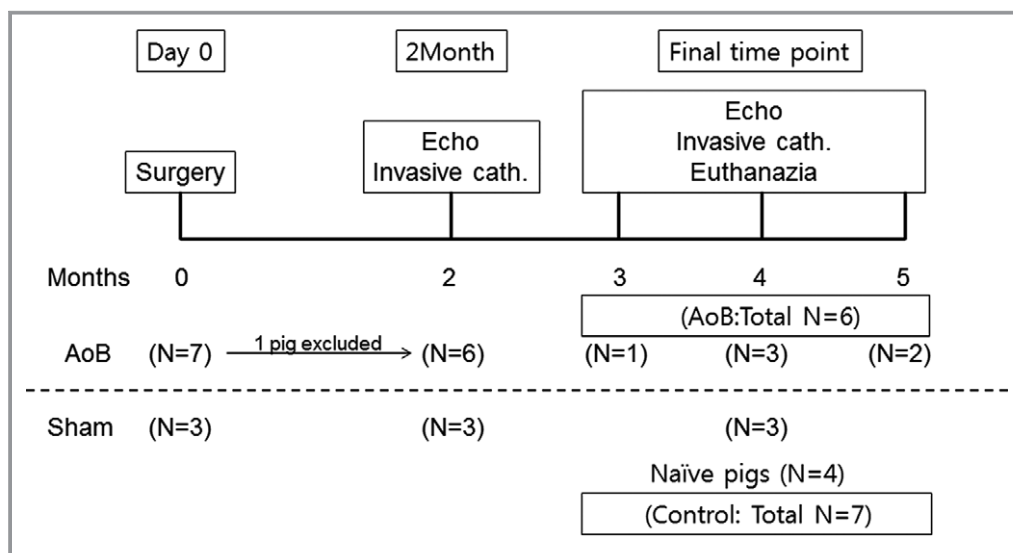 Day 0 2Month Final time point
Surgery
Echo
Invasive cath.
Echo
Invasive cath.
Euthanazia
Months 0 2 3 4 5
(AoB:Total N=6)
AoB (N=7) 1 pig excluded (N=6) (N=1) (N=3) (N=2)
Sham (N=3) (N=3) (N=3)
Naïve pigs (N=4)
(Control: Total N=7)